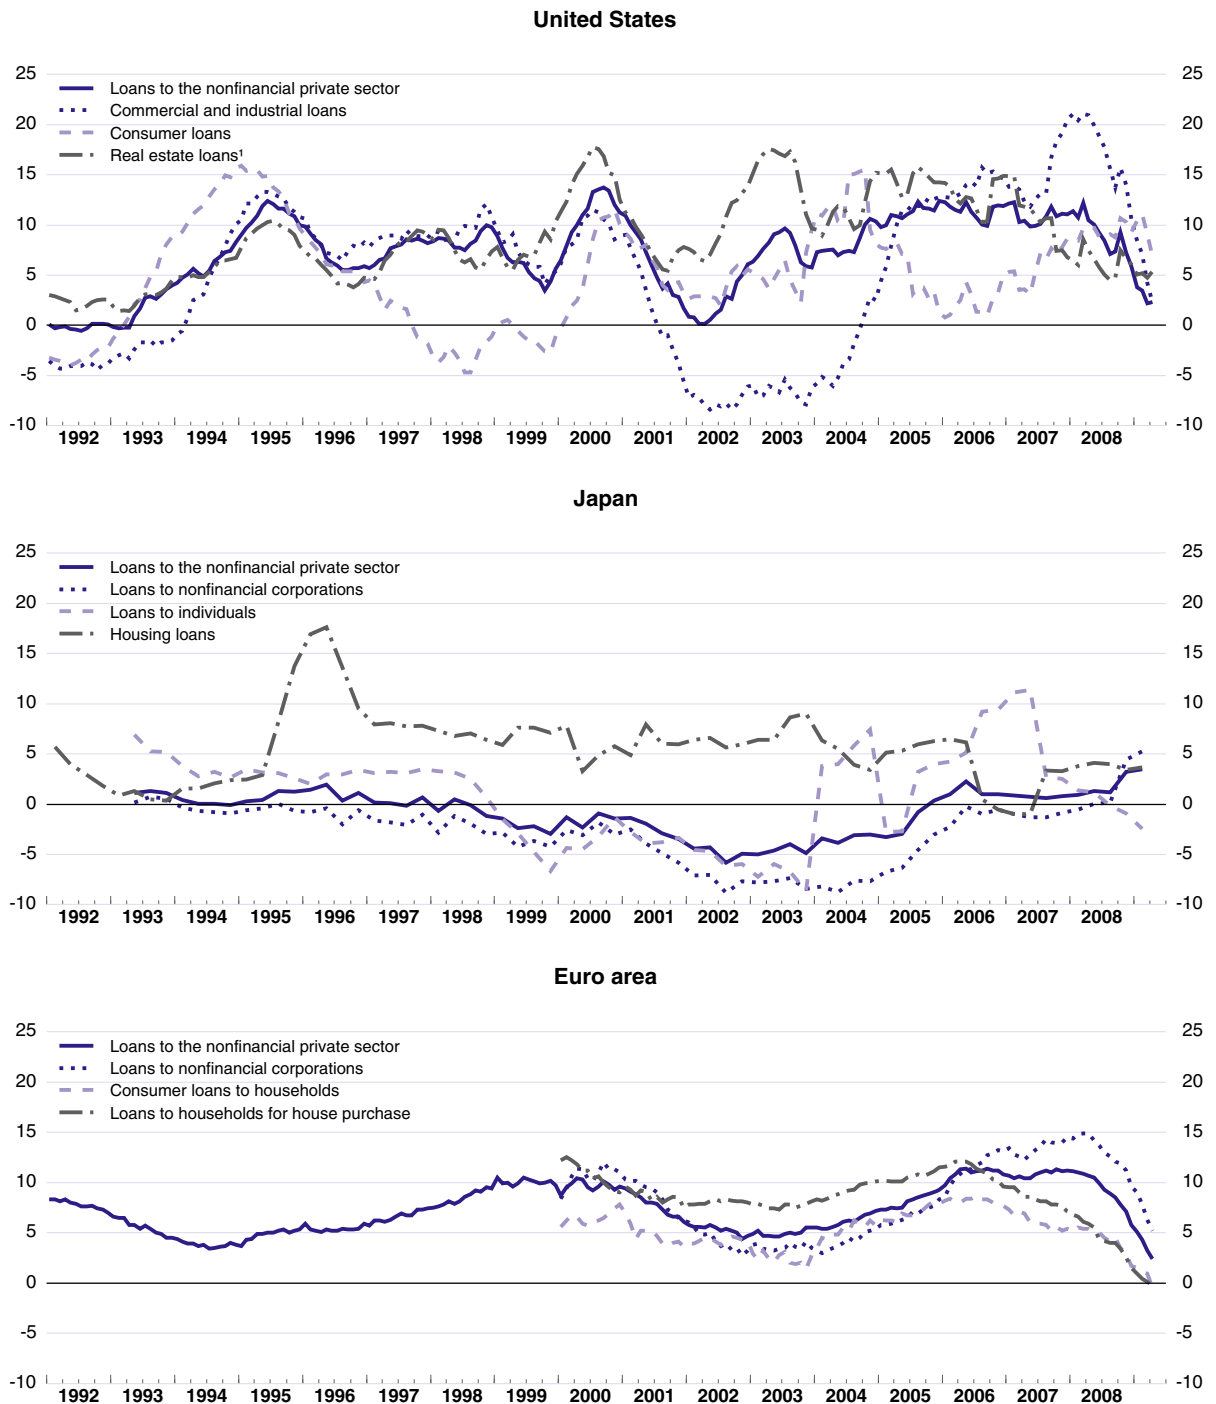 United States
25 25
Loans to the nonfinancial private sector
Commercial and industrial loans
20 20
Consumer loans
Real estate loans¹
15 15
10 10
5 5
0 0
-5 -5
-10 -10
1992 1993 1994 1995 1996 1997 1998 1999 2000 2001 2002 2003 2004 2005 2006 2007 2008
Japan
25 25
Loans to the nonfinancial private sector
Loans to nonfinancial corporations
20 20
Loans to individuals
Housing loans
15 15
10 10
5 5
0 0
-5 -5
-10 -10
1992 1993 1994 1995 1996 1997 1998 1999 2000 2001 2002 2003 2004 2005 2006 2007 2008
Euro area
25 25
Loans to the nonfinancial private sector
Loans to nonfinancial corporations
20 20
Consumer loans to households
Loans to households for house purchase
15 15
10 10
5 5
0 0
-5 -5
-10 -10
1992 1993 1994 1995 1996 1997 1998 1999 2000 2001 2002 2003 2004 2005 2006 2007 2008